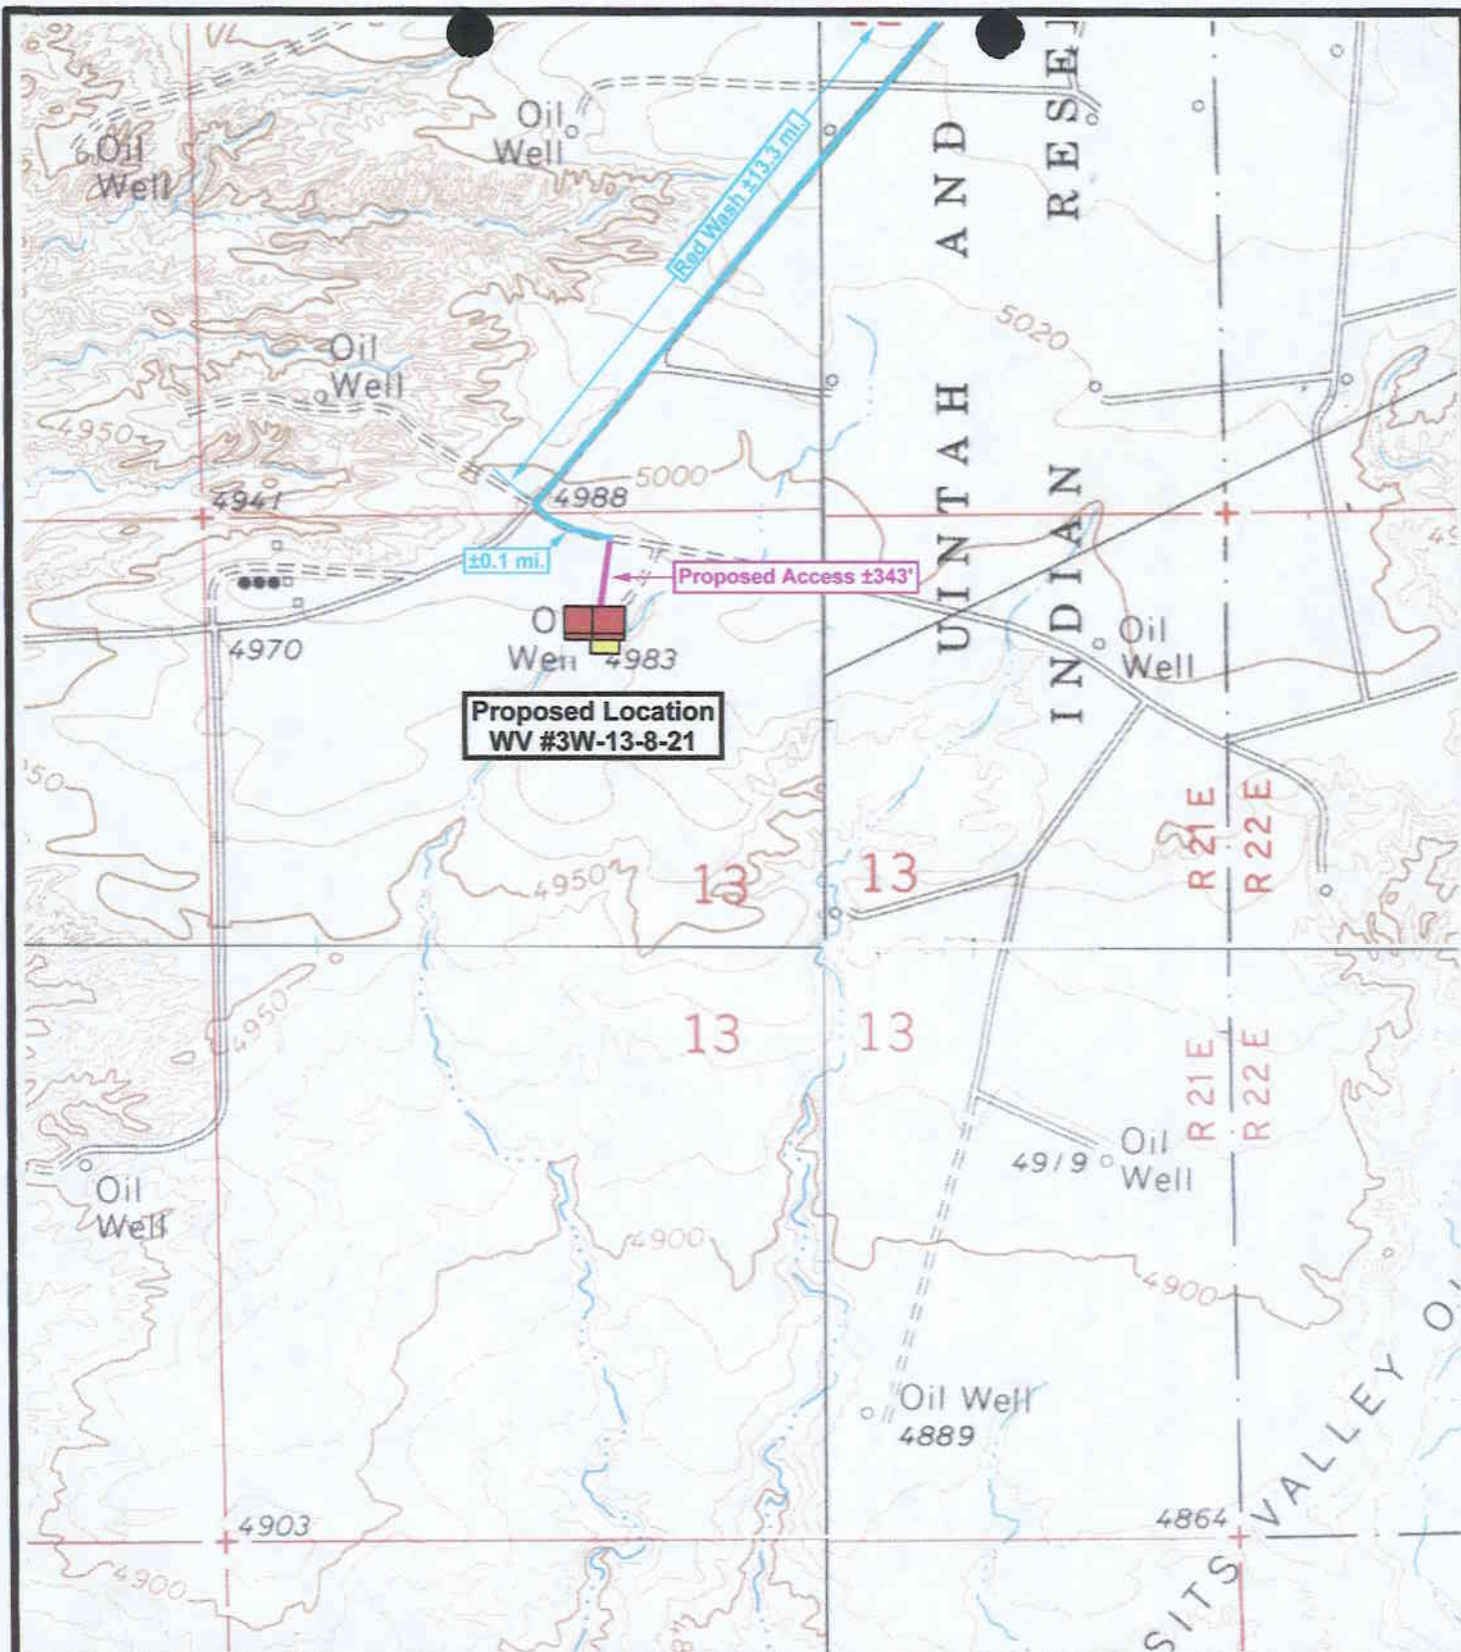 Oil
Well
Oil
Well
Red Wash ±13.3 mi.
UINTAH AND
INDIAN RESE
5020
Oil
Well
4950
5000
4941
4988
±0.1 mi.
Proposed Access ±343'
4970
4983
Oil
Well
Proposed Location
WV #3W-13-8-21
R 21 E
R 22 E
4950
13
13
4950
13
13
R 21 E
R 22 E
Oil
Well
4919
Oil
Well
4900
4900
Oil Well
4889
4903
4864
4900
SITS VALLEY